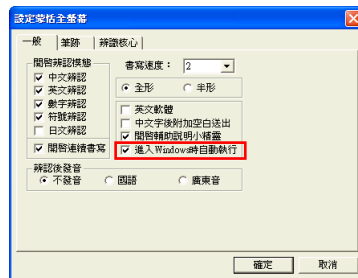 設定蒙恬全螢幕
一般 筆跡 辨識核心
開啟辨認模態
中文辨認
英文辨認
數字辨認
符號辨認
日文辨認
開啟連續書寫
書寫速度： 2
全形 半形
英文軟體
中文字後附加空白送出
開啟輔助說明小精靈
進入Windows時自動執行
辨認後發音
不發音 國語 廣東音
確定 取消